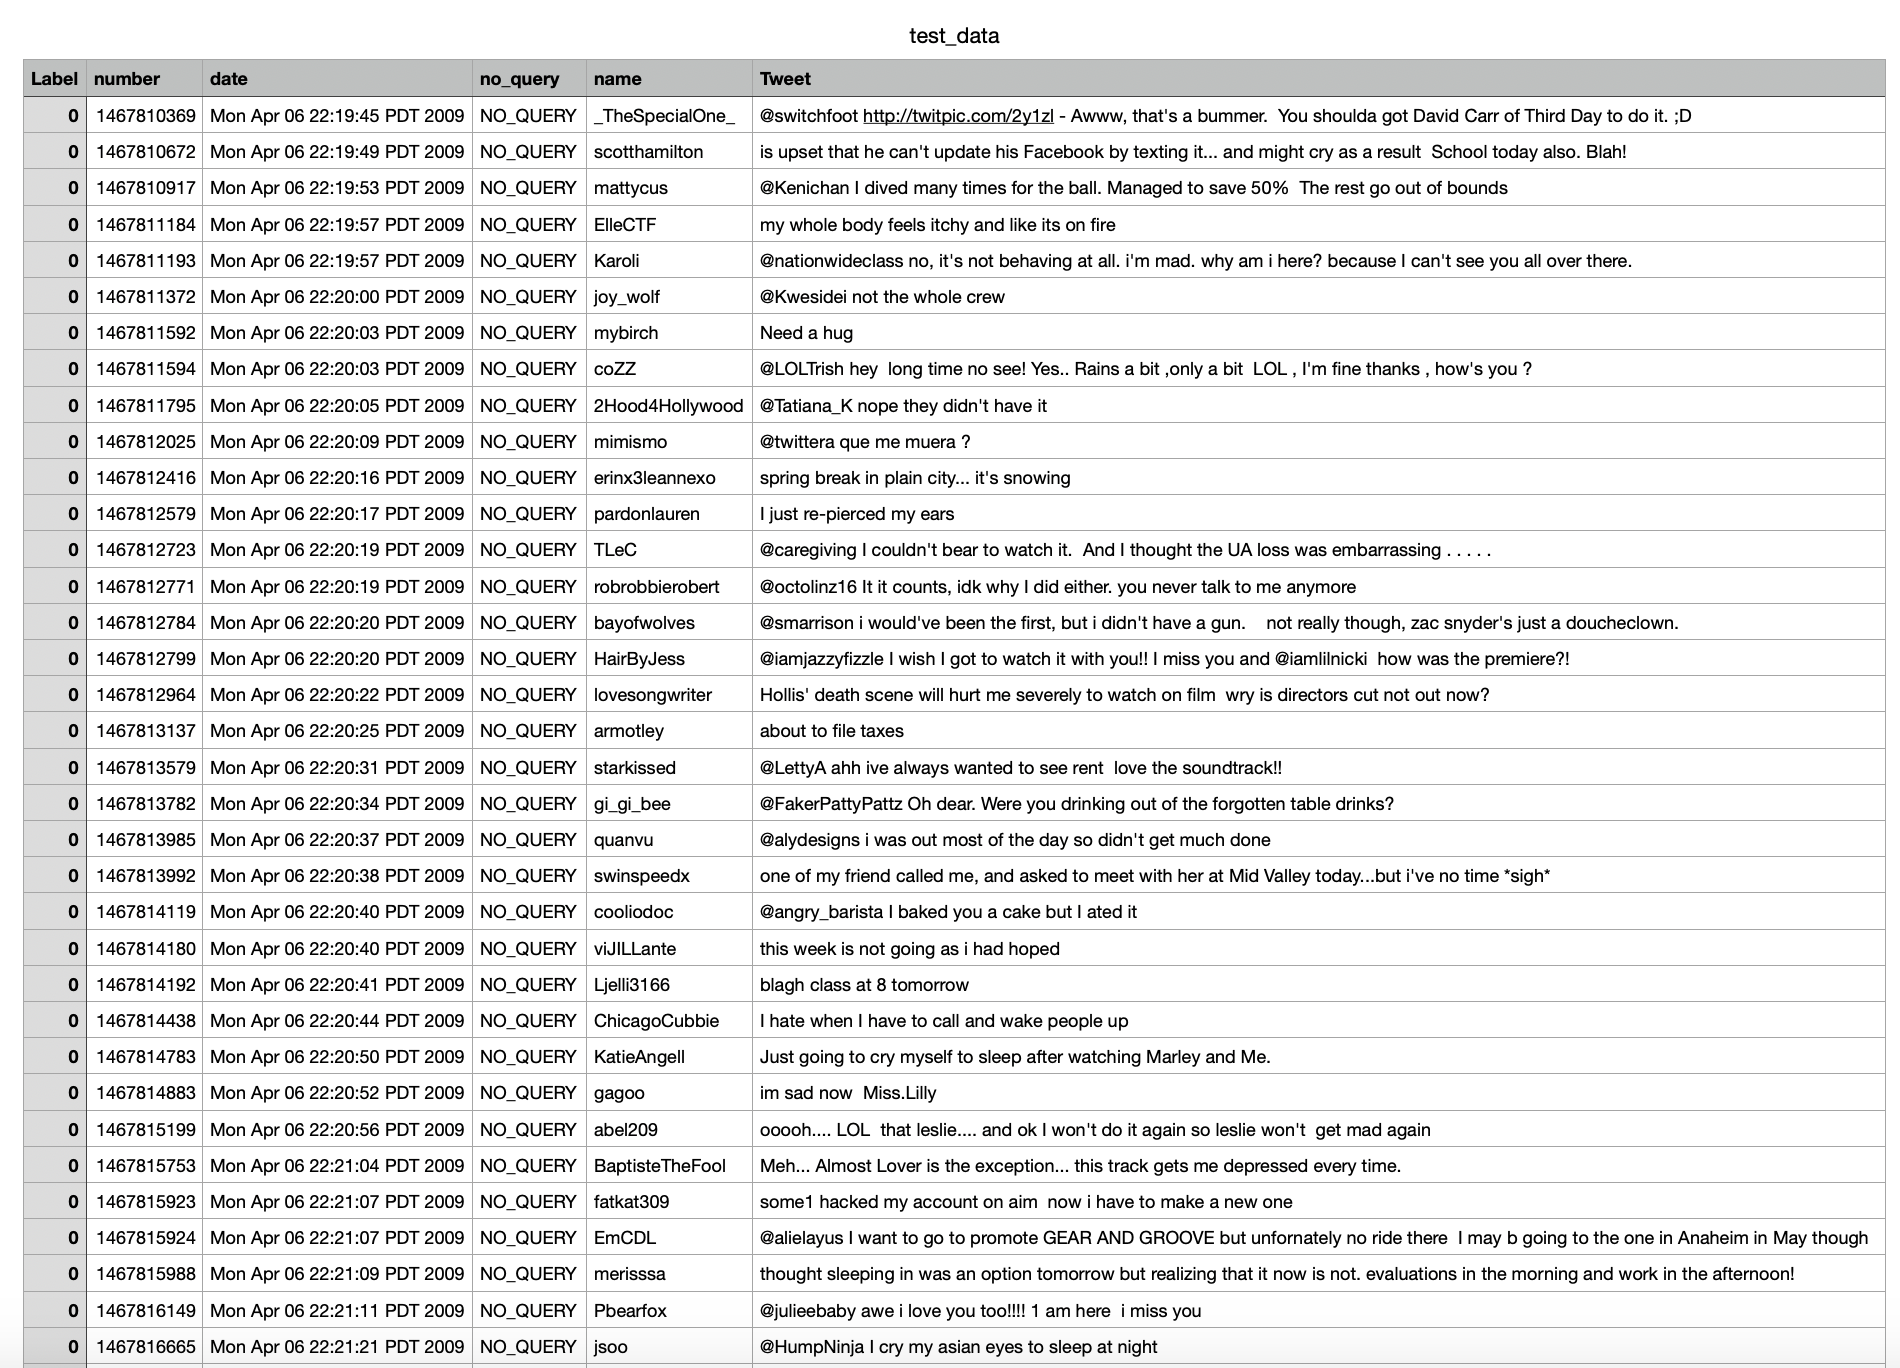 test_data
Label number date no_query name Tweet
0 1467810369 Mon Apr 06 22:19:45 PDT 2009 NO_QUERY _TheSpecialOne_ @switchfoot http://twitpic.com/2y1zl - Awww, that's a bummer.  You shoulda got David Carr of Third Day to do it. ;D
0 1467810672 Mon Apr 06 22:19:49 PDT 2009 NO_QUERY scotthamilton is upset that he can't update his Facebook by texting it... and might cry as a result  School today also. Blah!
0 1467810917 Mon Apr 06 22:19:53 PDT 2009 NO_QUERY mattycus @Kenichan I dived many times for the ball. Managed to save 50%  The rest go out of bounds
0 1467811184 Mon Apr 06 22:19:57 PDT 2009 NO_QUERY ElleCTF my whole body feels itchy and like its on fire
0 1467811193 Mon Apr 06 22:19:57 PDT 2009 NO_QUERY Karoli @nationwideclass no, it's not behaving at all. i'm mad. why am i here? because I can't see you all over there.
0 1467811372 Mon Apr 06 22:20:00 PDT 2009 NO_QUERY joy_wolf @Kwesidei not the whole crew
0 1467811592 Mon Apr 06 22:20:03 PDT 2009 NO_QUERY mybirch Need a hug
0 1467811594 Mon Apr 06 22:20:03 PDT 2009 NO_QUERY coZZ @LOLTrish hey  long time no see! Yes.. Rains a bit ,only a bit  LOL , I'm fine thanks , how's you ?
0 1467811795 Mon Apr 06 22:20:05 PDT 2009 NO_QUERY 2Hood4Hollywood @Tatiana_K nope they didn't have it
0 1467812025 Mon Apr 06 22:20:09 PDT 2009 NO_QUERY mimismo @twittera que me muera ?
0 1467812416 Mon Apr 06 22:20:16 PDT 2009 NO_QUERY erinx3leannexo spring break in plain city... it's snowing
0 1467812579 Mon Apr 06 22:20:17 PDT 2009 NO_QUERY pardonlauren I just re-pierced my ears
0 1467812723 Mon Apr 06 22:20:19 PDT 2009 NO_QUERY TLeC @caregiving I couldn't bear to watch it.  And I thought the UA loss was embarrassing . . . . .
0 1467812771 Mon Apr 06 22:20:19 PDT 2009 NO_QUERY robrobbierobert @octolinz16 It it counts, idk why I did either. you never talk to me anymore
0 1467812784 Mon Apr 06 22:20:20 PDT 2009 NO_QUERY bayofwolves @smarrison i would've been the first, but i didn't have a gun.    not really though, zac snyder's just a doucheclown.
0 1467812799 Mon Apr 06 22:20:20 PDT 2009 NO_QUERY HairByJess @iamjazzyfizzle I wish I got to watch it with you!! I miss you and @iamlilnicki  how was the premiere?!
0 1467812964 Mon Apr 06 22:20:22 PDT 2009 NO_QUERY lovesongwriter Hollis' death scene will hurt me severely to watch on film  wry is directors cut not out now?
0 1467813137 Mon Apr 06 22:20:25 PDT 2009 NO_QUERY armotley about to file taxes
0 1467813579 Mon Apr 06 22:20:31 PDT 2009 NO_QUERY starkissed @LettyA ahh ive always wanted to see rent  love the soundtrack!!
0 1467813782 Mon Apr 06 22:20:34 PDT 2009 NO_QUERY gi_gi_bee @FakerPattyPattz Oh dear. Were you drinking out of the forgotten table drinks?
0 1467813985 Mon Apr 06 22:20:37 PDT 2009 NO_QUERY quanvu @alydesigns i was out most of the day so didn't get much done
0 1467813992 Mon Apr 06 22:20:38 PDT 2009 NO_QUERY swinspeedx one of my friend called me, and asked to meet with her at Mid Valley today...but i've no time *sigh*
0 1467814119 Mon Apr 06 22:20:40 PDT 2009 NO_QUERY cooliodoc @angry_barista I baked you a cake but I ated it
0 1467814180 Mon Apr 06 22:20:40 PDT 2009 NO_QUERY viJILLante this week is not going as i had hoped
0 1467814192 Mon Apr 06 22:20:41 PDT 2009 NO_QUERY Ljelli3166 blagh class at 8 tomorrow
0 1467814438 Mon Apr 06 22:20:44 PDT 2009 NO_QUERY ChicagoCubbie I hate when I have to call and wake people up
0 1467814783 Mon Apr 06 22:20:50 PDT 2009 NO_QUERY KatieAngell Just going to cry myself to sleep after watching Marley and Me.
0 1467814883 Mon Apr 06 22:20:52 PDT 2009 NO_QUERY gagoo im sad now  Miss.Lilly
0 1467815199 Mon Apr 06 22:20:56 PDT 2009 NO_QUERY abel209 ooooh.... LOL  that leslie.... and ok I won't do it again so leslie won't  get mad again
0 1467815753 Mon Apr 06 22:21:04 PDT 2009 NO_QUERY BaptisteTheFool Meh... Almost Lover is the exception... this track gets me depressed every time.
0 1467815923 Mon Apr 06 22:21:07 PDT 2009 NO_QUERY fatkat309 some1 hacked my account on aim  now i have to make a new one
0 1467815924 Mon Apr 06 22:21:07 PDT 2009 NO_QUERY EmCDL @alielayus I want to go to promote GEAR AND GROOVE but unfornately no ride there  I may b going to the one in Anaheim in May though
0 1467815988 Mon Apr 06 22:21:09 PDT 2009 NO_QUERY merisssa thought sleeping in was an option tomorrow but realizing that it now is not. evaluations in the morning and work in the afternoon!
0 1467816149 Mon Apr 06 22:21:11 PDT 2009 NO_QUERY Pbearfox @julieebaby awe i love you too!!!! 1 am here  i miss you
0 1467816665 Mon Apr 06 22:21:21 PDT 2009 NO_QUERY jsoo @HumpNinja I cry my asian eyes to sleep at night